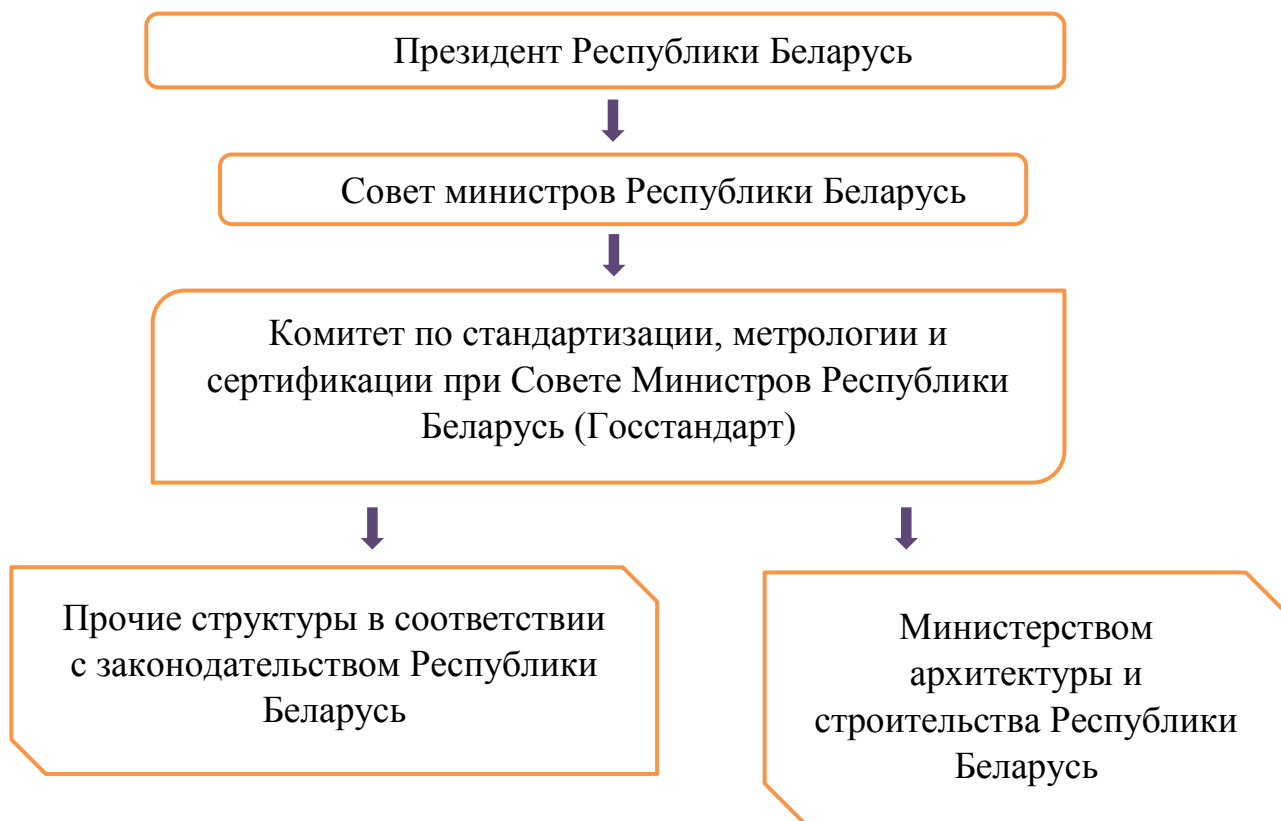 Президент Республики Беларусь
Совет министров Республики Беларусь
Комитет по стандартизации, метрологии и
сертификации при Совете Министров Республики
Беларусь (Госстандарт)
Прочие структуры в соответствии
с законодательством Республики
Беларусь
Министерством
архитектуры и
строительства Республики
Беларусь